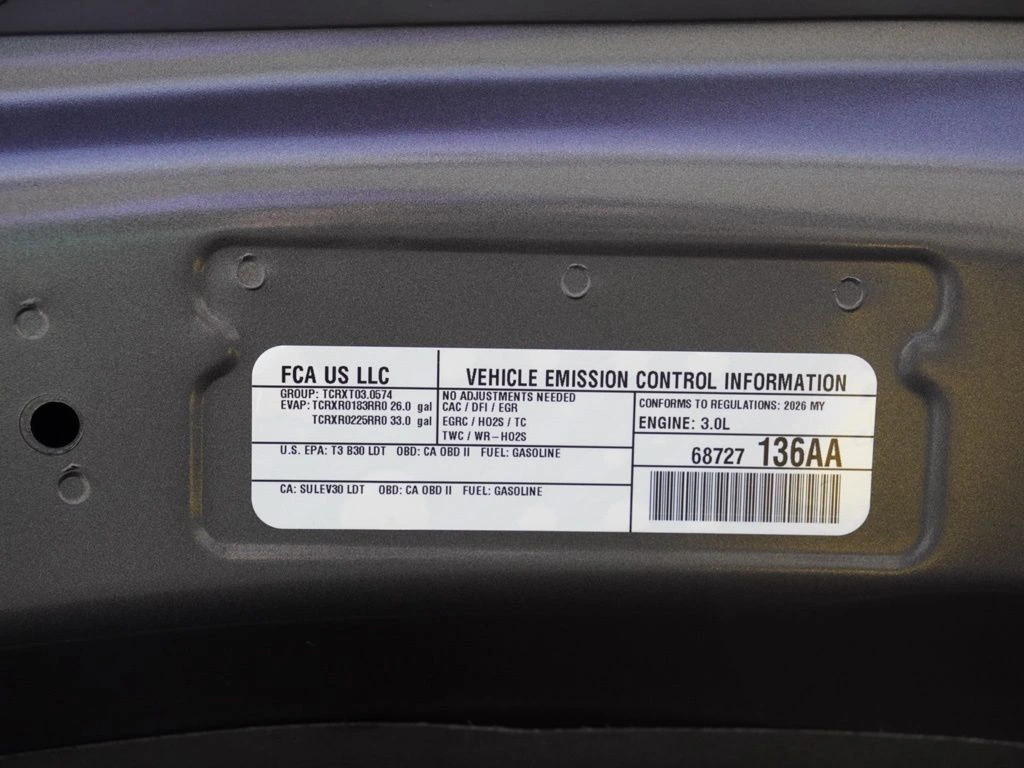 FCA US LLC
VEHICLE EMISSION CONTROL INFORMATION
GROUP: TCRXT03.0574
EVAP: TCRXR0183RR0 26.0 gal
TCRXR0225RR0 33.0 gal
NO ADJUSTMENTS NEEDED
CAC / DFI / EGR
EGRC / HO2S / TC
TWC / WR-HO2S
CONFORMS TO REGULATIONS: 2026 MY
ENGINE: 3.0L
U.S. EPA: T3 B30 LDT OBD: CA OBD II FUEL: GASOLINE
68727 136AA
CA: SULEV30 LDT OBD: CA OBD II FUEL: GASOLINE